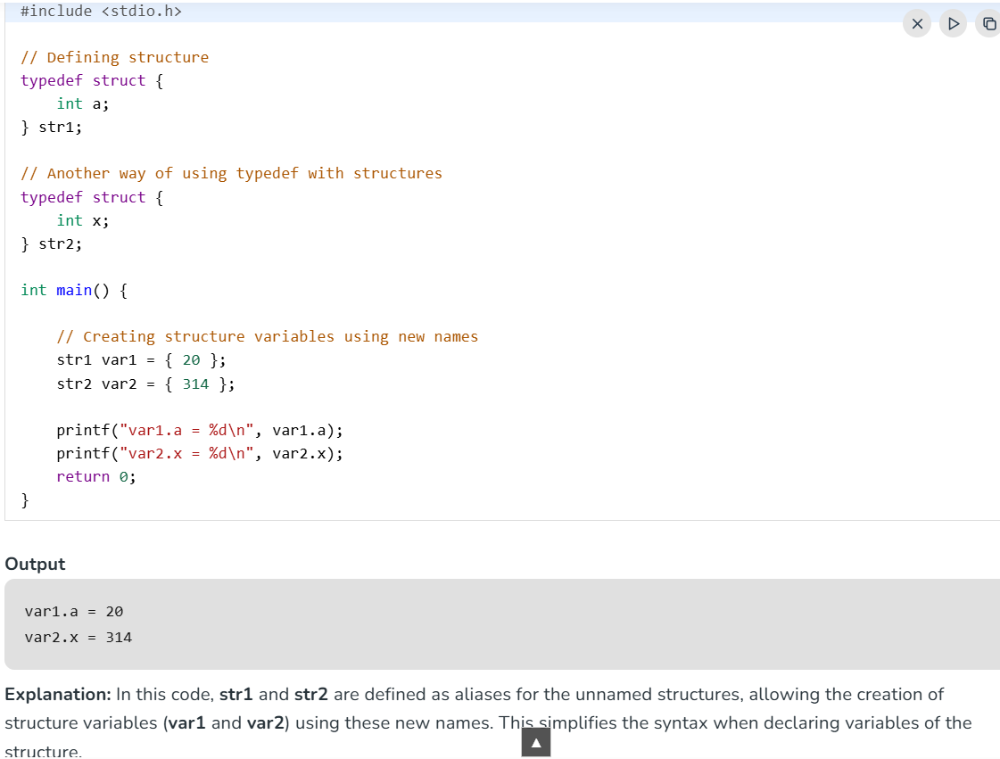 #include <stdio.h>
// Defining structure
typedef struct {
    int a;
} str1;
// Another way of using typedef with structures
typedef struct {
    int x;
} str2;
int main() {
    // Creating structure variables using new names
    str1 var1 = { 20 };
    str2 var2 = { 314 };
    printf("var1.a = %d\n", var1.a);
    printf("var2.x = %d\n", var2.x);
    return 0;
}
Output
var1.a = 20
var2.x = 314
Explanation: In this code, str1 and str2 are defined as aliases for the unnamed structures, allowing the creation of
structure variables (var1 and var2) using these new names. This simplifies the syntax when declaring variables of the
structure.